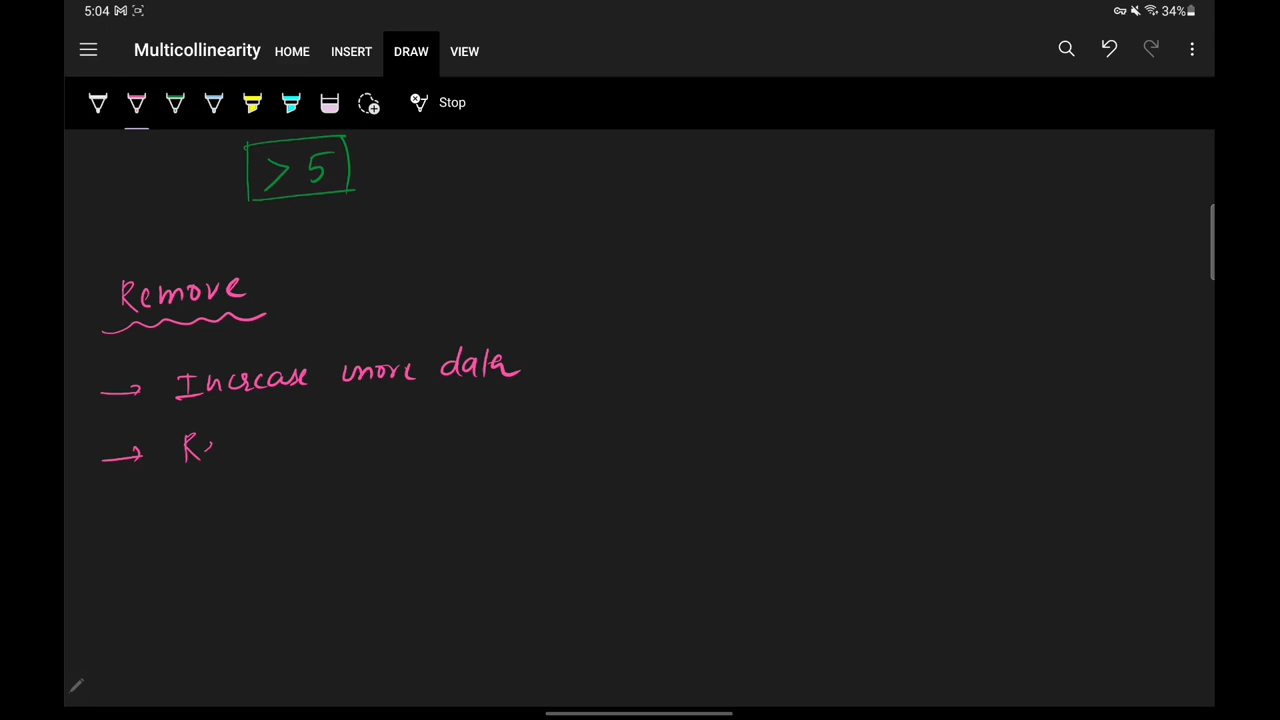 5:04 34%
Multicollinearity HOME INSERT DRAW VIEW
Stop
> 5
Remove
→ Increase more data
→ R